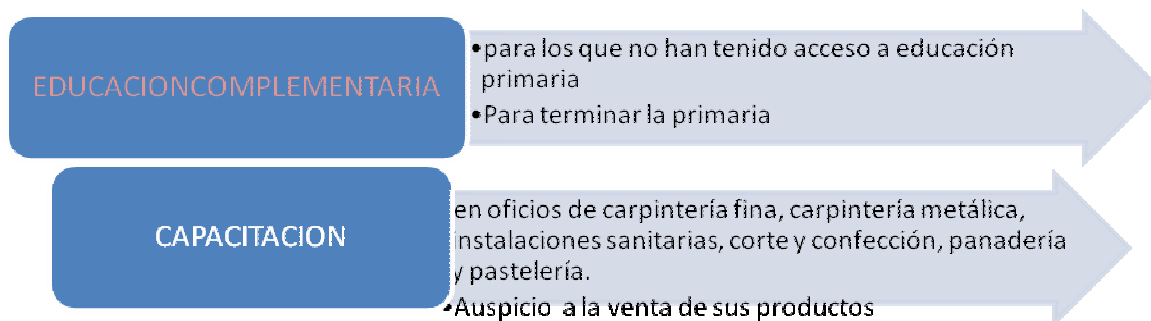 EDUCACIONCOMPLEMENTARIA
•para los que no han tenido acceso a educación
primaria
•Para terminar la primaria
CAPACITACION
en oficios de carpintería fina, carpintería metálica,
instalaciones sanitarias, corte y confección, panadería
y pastelería.
•Auspicio a la venta de sus productos